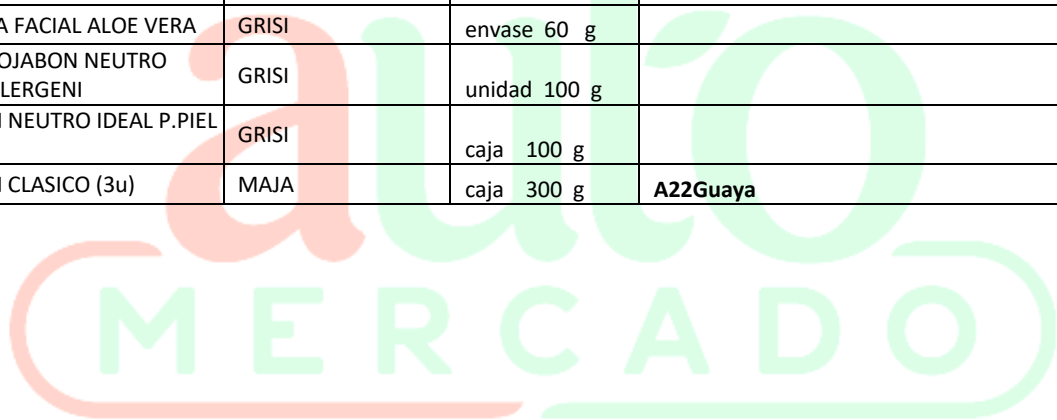 A FACIAL ALOE VERA GRISI envase 60 g
OJABON NEUTRO
LERGENI GRISI unidad 100 g
NEUTRO IDEAL P.PIEL
GRISI caja 100 g
CLASICO (3u) MAJA caja 300 g A22Guaya
auto
MERCADO